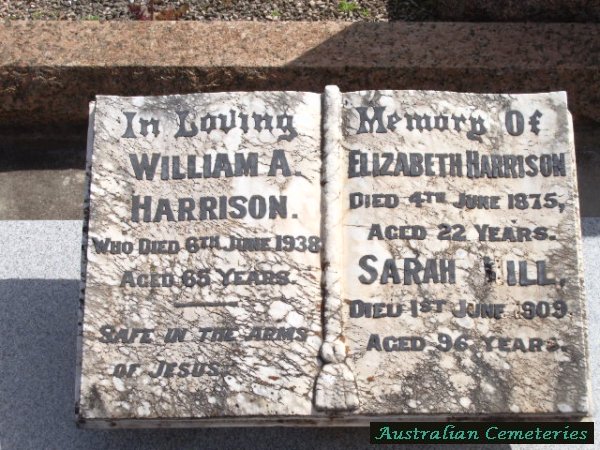 In Loving
WILLIAM A.
HARRISON.
WHO DIED 6TH JUNE 1938
AGED 65 YEARS.
SAFE IN THE ARMS
OF JESUS.
Memory Of
ELIZABETH HARRISON
DIED 4TH JUNE 1875,
AGED 22 YEARS.
SARAH
DIED 1ST JUNE 1909
AGED 96 YEARS.
Australian Cemeteries